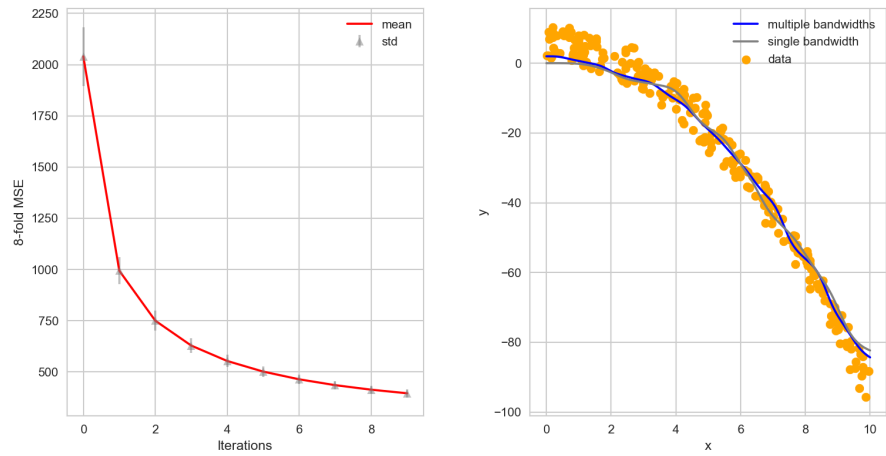 2250
2000
1750
1500
1250
1000
750
500
0 2 4 6 8
Iterations
8-fold MSE
mean
std
0
−20
−40
−60
−80
−100
0 2 4 6 8 10
x
y
multiple bandwidths
single bandwidth
data